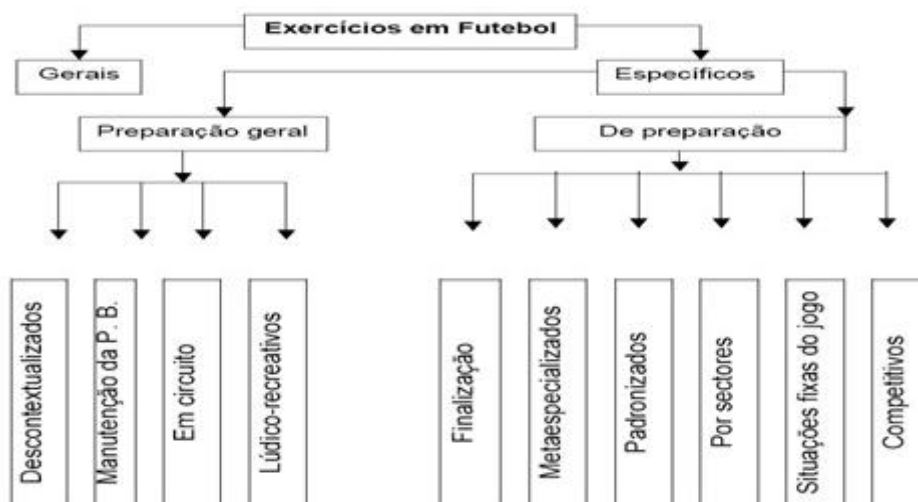 Exercícios em Futebol
Gerais
Específicos
Preparação geral
De preparação
Descontextualizados
Manutenção da P. B.
Em circuito
Lúdico-recreativos
Finalização
Metaespecializados
Padronizados
Por sectores
Situações fixas do jogo
Competitivos